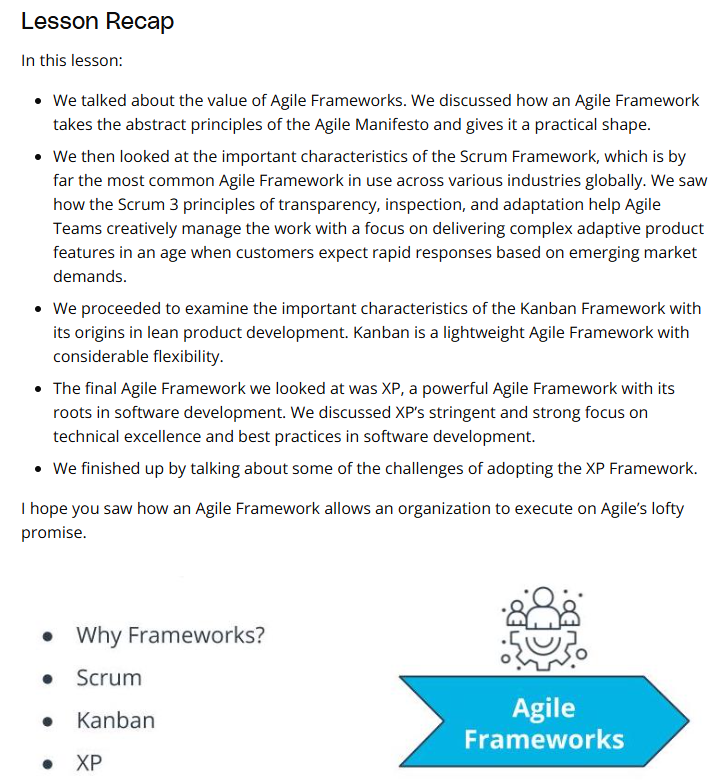 Lesson Recap
In this lesson:
• We talked about the value of Agile Frameworks. We discussed how an Agile Framework
takes the abstract principles of the Agile Manifesto and gives it a practical shape.
• We then looked at the important characteristics of the Scrum Framework, which is by
far the most common Agile Framework in use across various industries globally. We saw
how the Scrum 3 principles of transparency, inspection, and adaptation help Agile
Teams creatively manage the work with a focus on delivering complex adaptive product
features in an age when customers expect rapid responses based on emerging market
demands.
• We proceeded to examine the important characteristics of the Kanban Framework with
its origins in lean product development. Kanban is a lightweight Agile Framework with
considerable flexibility.
• The final Agile Framework we looked at was XP, a powerful Agile Framework with its
roots in software development. We discussed XP's stringent and strong focus on
technical excellence and best practices in software development.
• We finished up by talking about some of the challenges of adopting the XP Framework.
I hope you saw how an Agile Framework allows an organization to execute on Agile's lofty
promise.
• Why Frameworks?
• Scrum
• Kanban
• XP
Agile
Frameworks